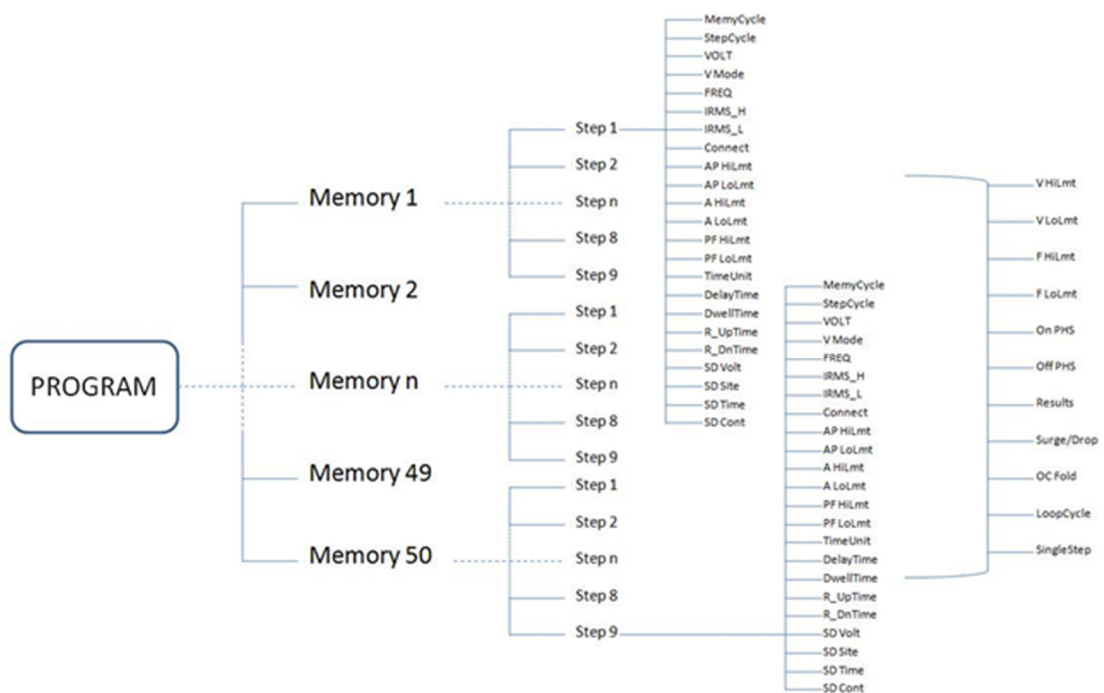 PROGRAM
Memory 1
Memory 2
Memory n
Memory 49
Memory 50
Step 1
Step 2
Step n
Step 8
Step 9
Step 1
Step 2
Step n
Step 8
Step 9
Step 1
Step 2
Step n
Step 8
Step 9
MemyCycle
StepCycle
VOLT
V Mode
FREQ
IRMS_H
IRMS_L
Connect
AP HiLmt
AP LoLmt
A HiLmt
A LoLmt
PF HiLmt
PF LoLmt
TimeUnit
DelayTime
DwellTime
R_UpTime
R_DnTime
SD Volt
SD Site
SD Time
SD Cont
MemyCycle
StepCycle
VOLT
V Mode
FREQ
IRMS_H
IRMS_L
Connect
AP HiLmt
AP LoLmt
A HiLmt
A LoLmt
PF HiLmt
PF LoLmt
TimeUnit
DelayTime
DwellTime
R_UpTime
R_DnTime
SD Volt
SD Site
SD Time
SD Cont
V HiLmt
V LoLmt
F HiLmt
F LoLmt
On PHS
Off PHS
Results
Surge/Drop
OC Fold
LoopCycle
SingleStep